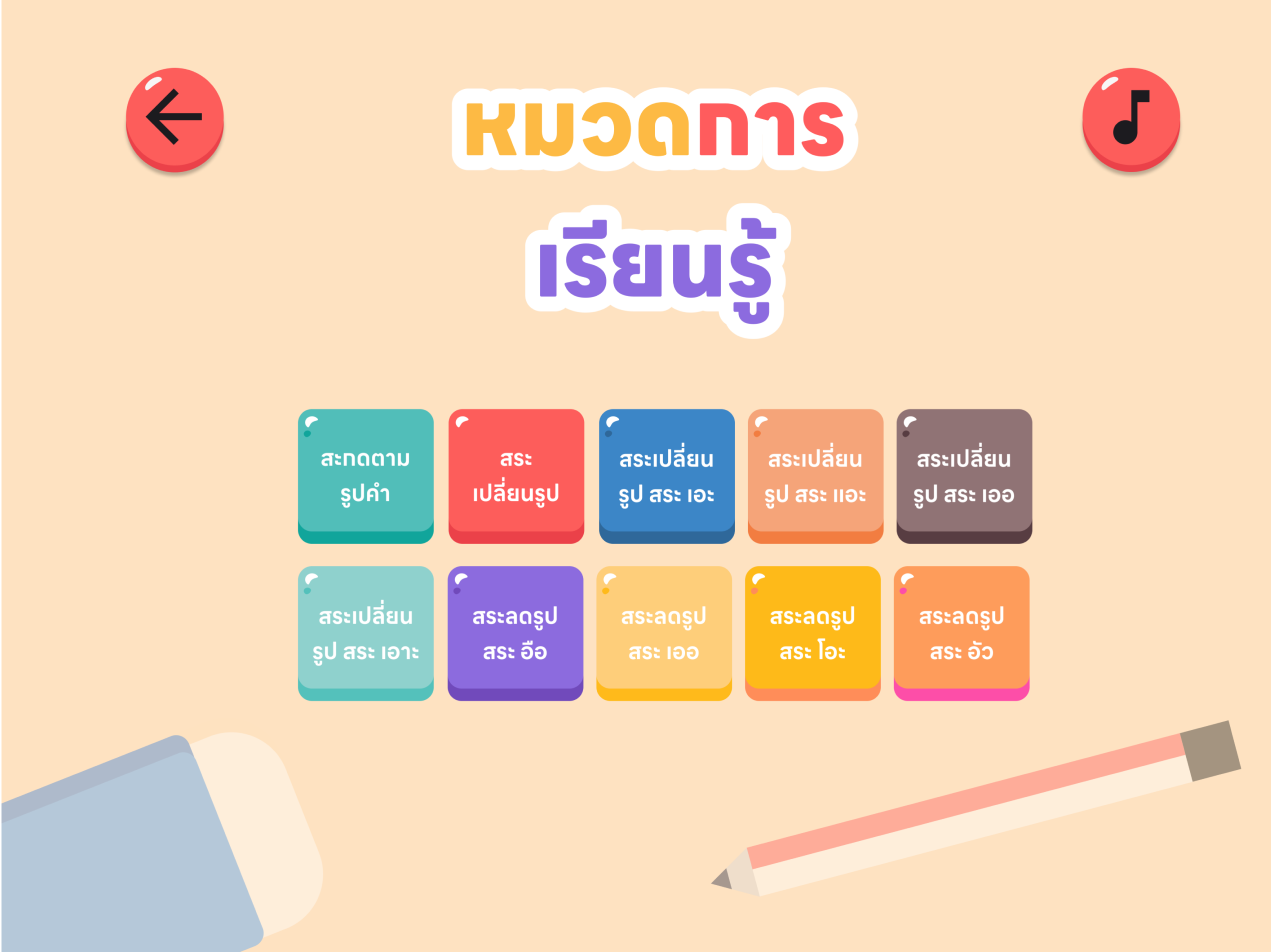 หมวดการ
เรียนรู้
สะกดตาม
รูปคำ
สระ
เปลี่ยนรูป
สระเปลี่ยน
รูป สระ เอะ
สระเปลี่ยน
รูป สระ แอะ
สระเปลี่ยน
รูป สระ เออ
สระเปลี่ยน
รูป สระ เอาะ
สระลดรูป
สระ อือ
สระลดรูป
สระ เออ
สระลดรูป
สระ โอะ
สระลดรูป
สระ อัว